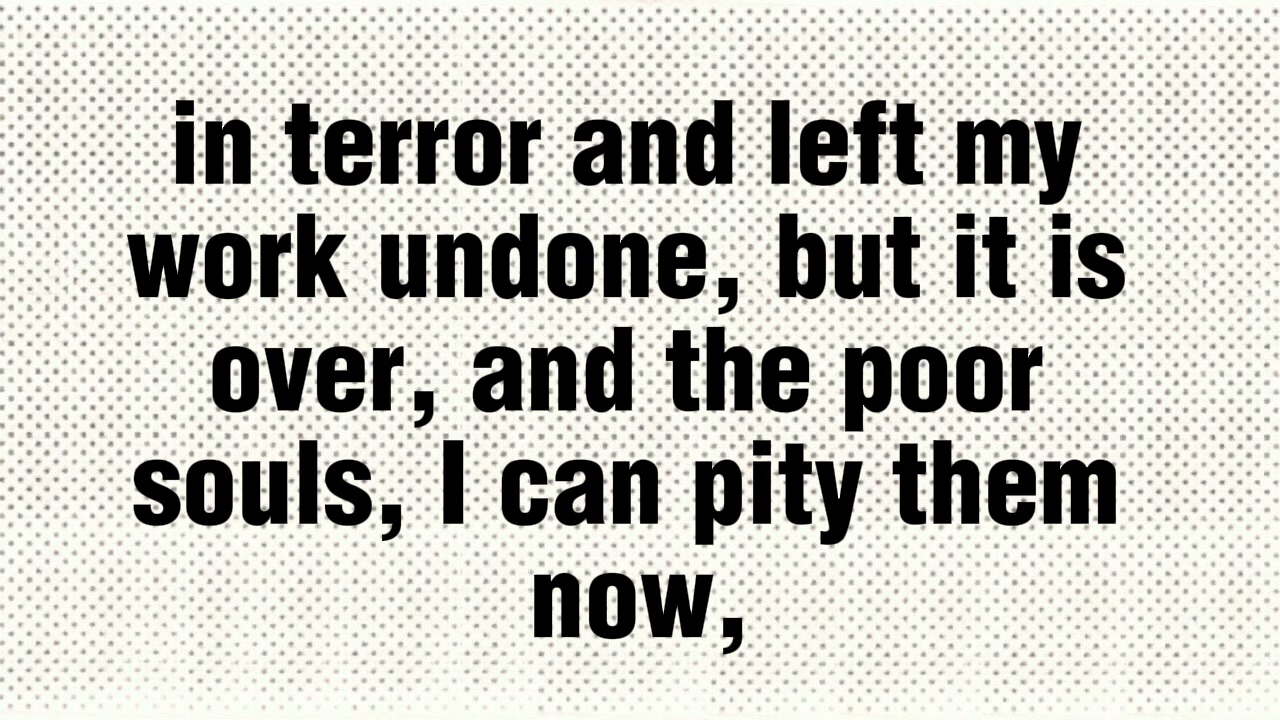 in terror and left my
work undone, but it is
over, and the poor
souls, I can pity them
now,